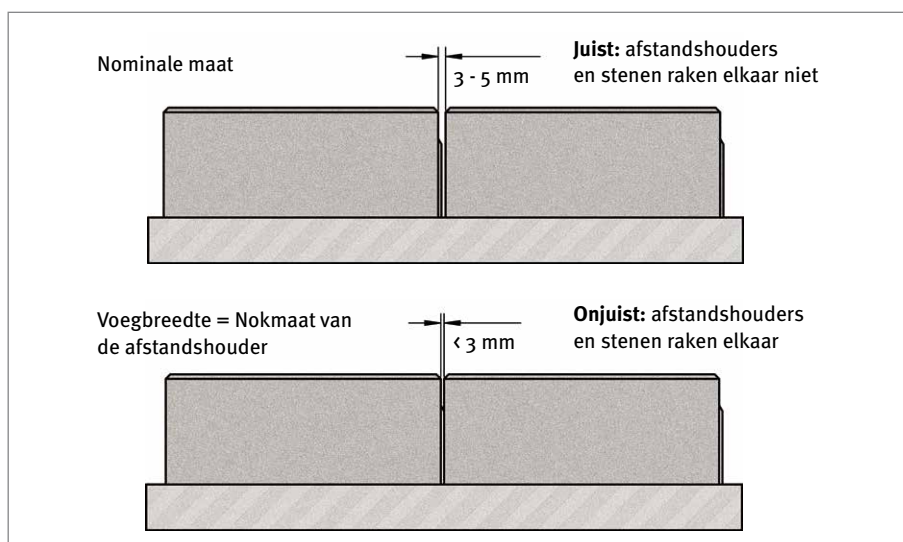 Nominale maat
3 - 5 mm
Juist: afstandshouders
en stenen raken elkaar niet
Voegbreedte = Nokmaat van
de afstandshouder
< 3 mm
Onjuist: afstandshouders
en stenen raken elkaar